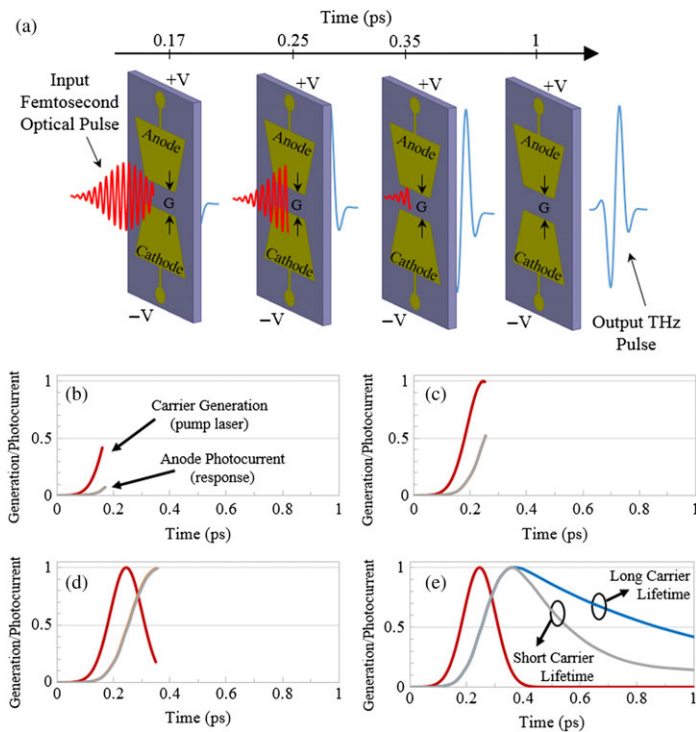 (a)
Time (ps)
0.17 0.25 0.35 1
Input
Femtosecond
Optical Pulse
+V +V +V +V
Anode Anode Anode Anode
G G G G
Cathode Cathode Cathode Cathode
−V −V −V −V
Output THz
Pulse
(b)
Generation/Photocurrent
1
0.5
0
Carrier Generation
(pump laser)
Anode Photocurrent
(response)
0 0.2 0.4 0.6 0.8 1
Time (ps)
(c)
Generation/Photocurrent
1
0.5
0
0 0.2 0.4 0.6 0.8 1
Time (ps)
(d)
Generation/Photocurrent
1
0.5
0
0 0.2 0.4 0.6 0.8 1
Time (ps)
(e)
Generation/Photocurrent
1
0.5
0
Long Carrier
Lifetime
Short Carrier
Lifetime
0 0.2 0.4 0.6 0.8 1
Time (ps)